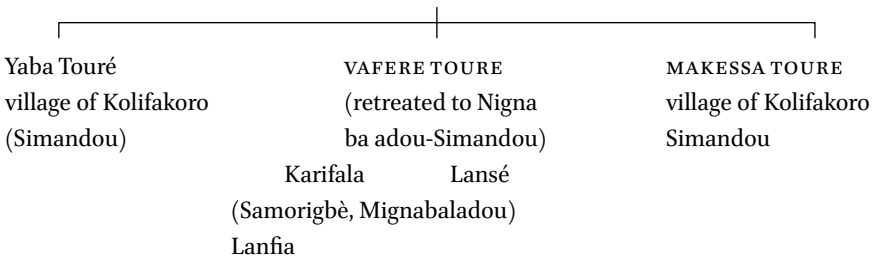 Yaba Touré
village of Kolifakoro
(Simandou)
VAFERE TOURE
(retreated to Nigna
ba adou-Simandou)
MAKESSA TOURE
village of Kolifakoro
Simandou
Karifala Lansé
(Samorigbè, Mignabaladou)
Lanfia